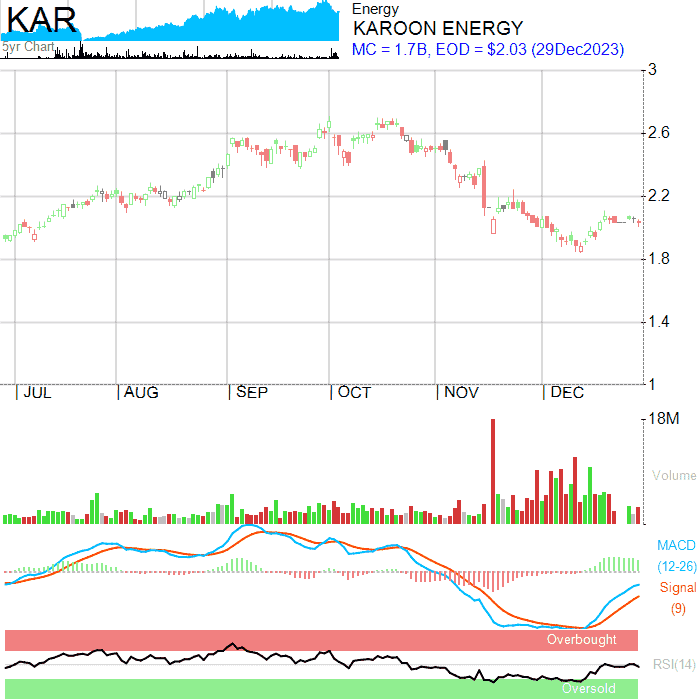 KAR
5yr Chart
Energy
KAROON ENERGY
MC = 1.7B, EOD = $2.03 (29Dec2023)
3
2.6
2.2
1.8
1.4
1
JUL AUG SEP OCT NOV DEC
18M
Volume
MACD
(12-26)
Signal
(9)
Overbought
RSI(14)
Oversold